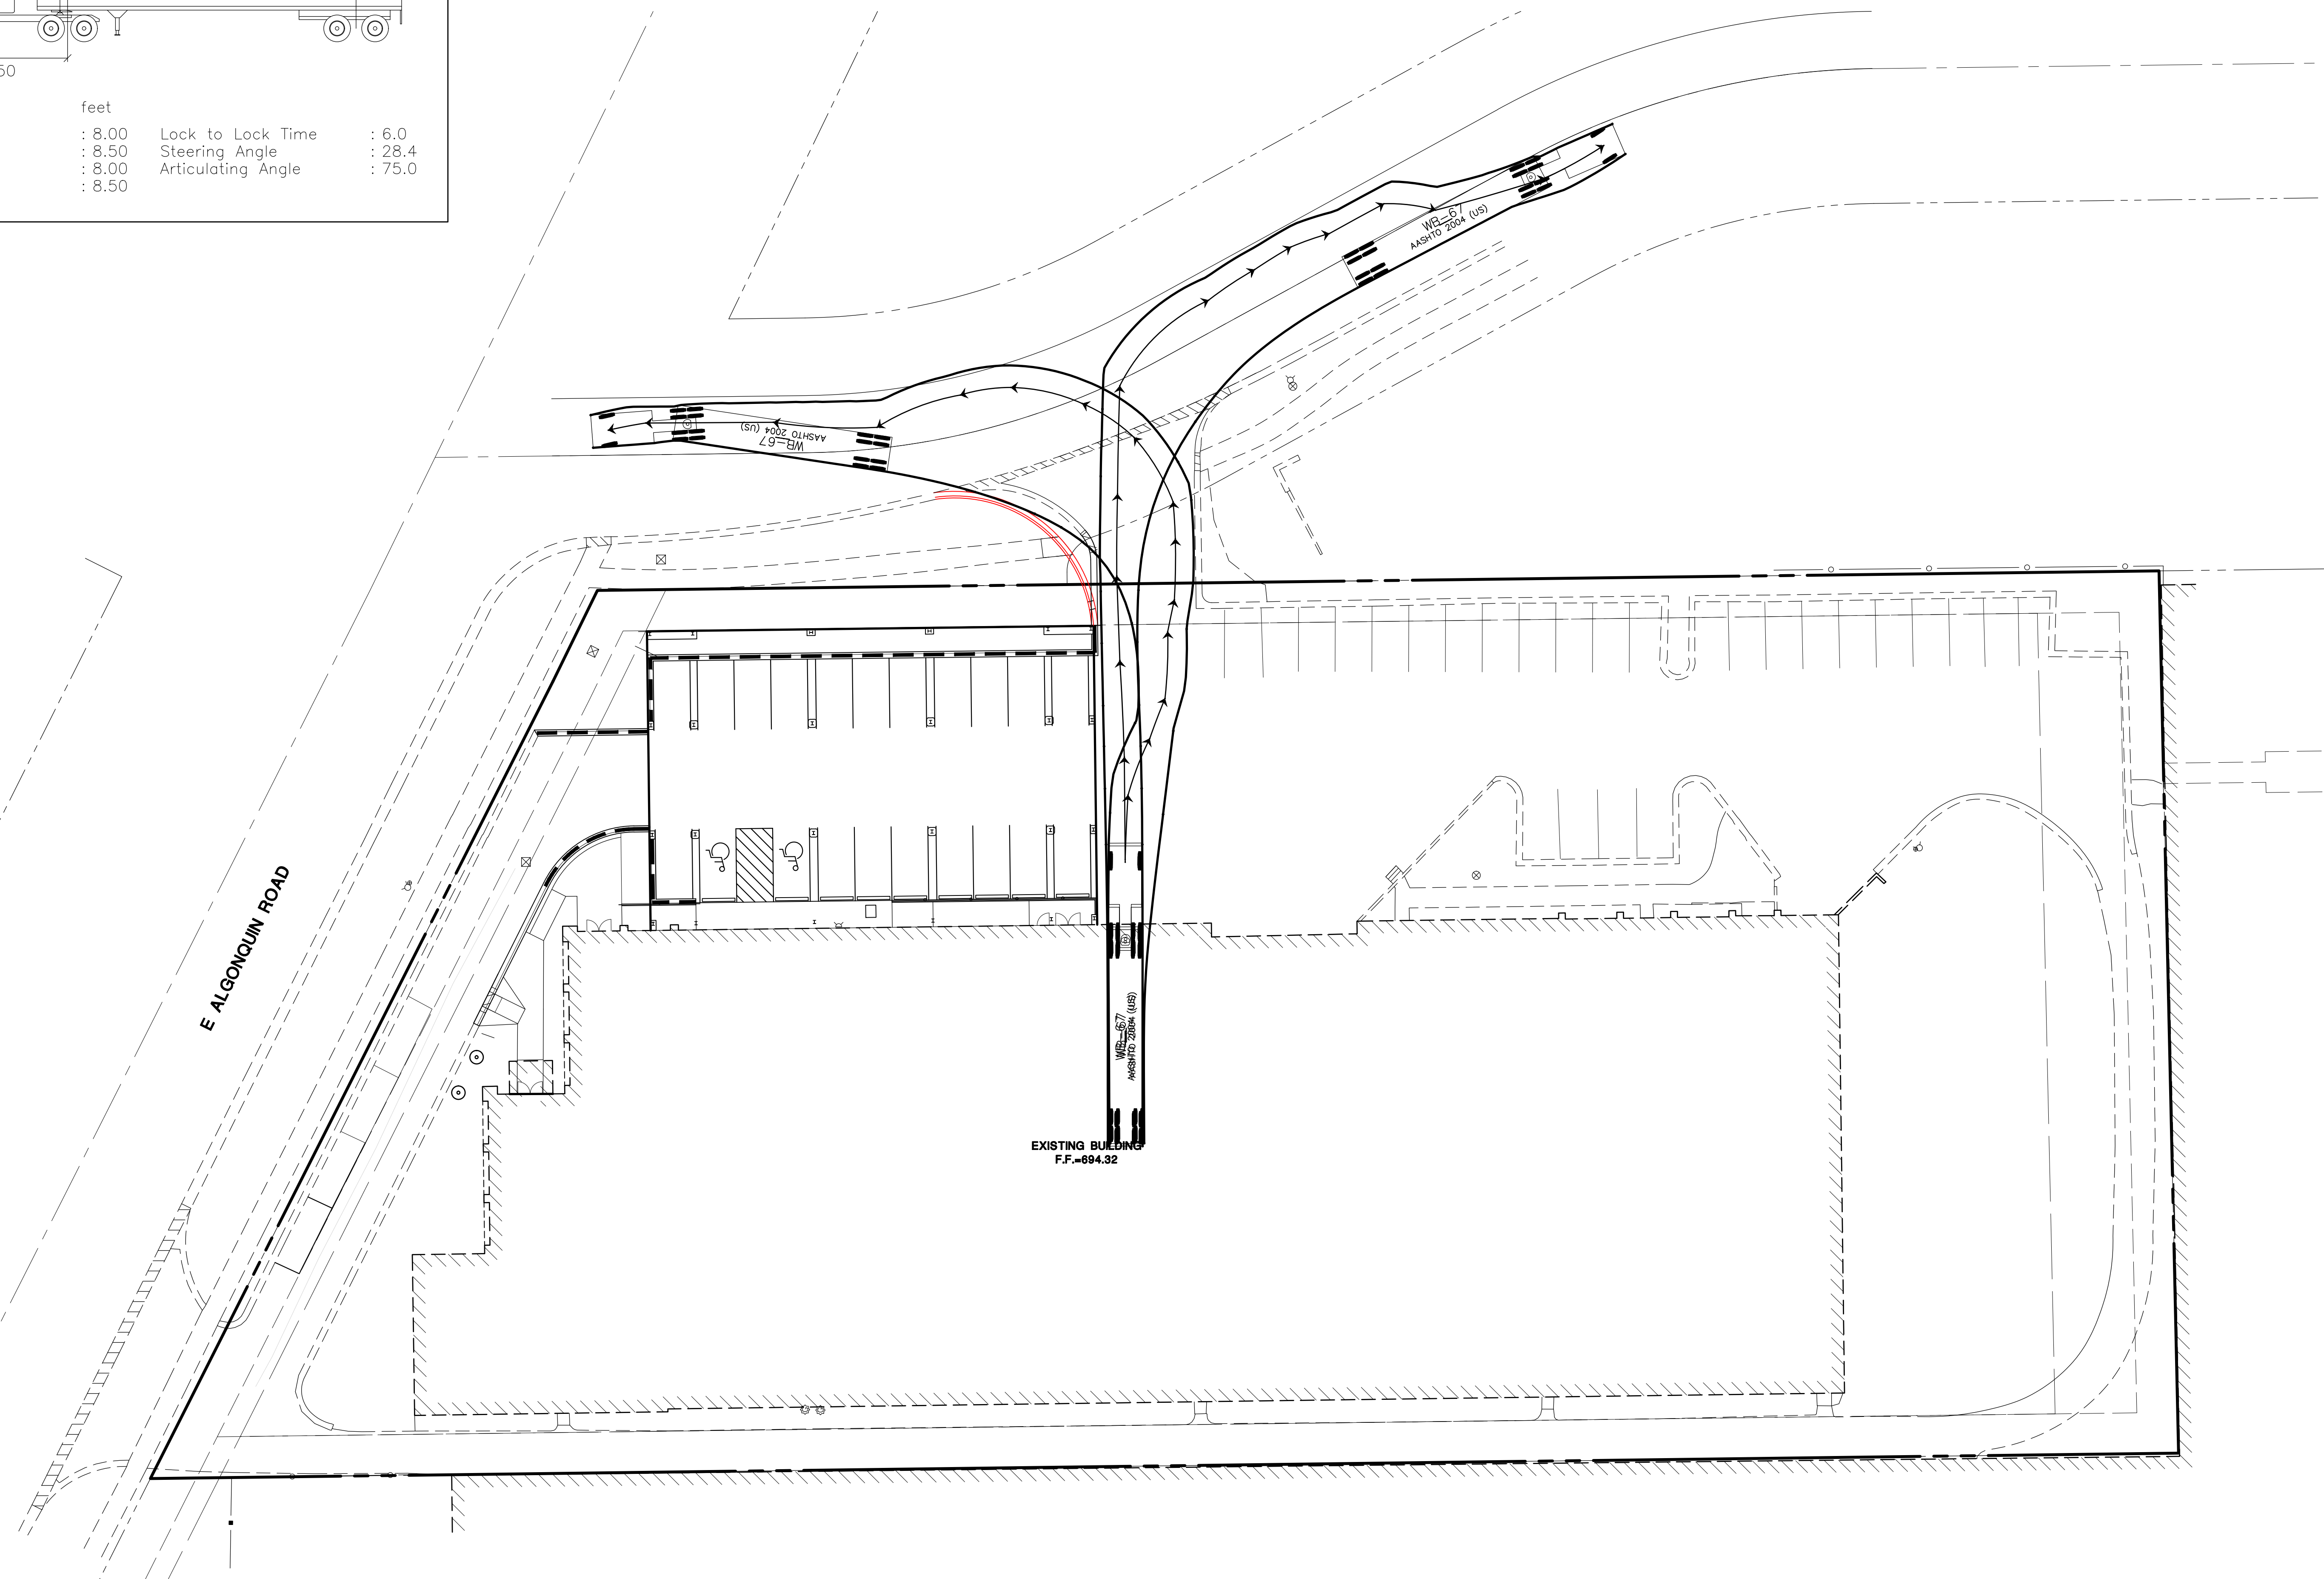 50
feet
: 8.00 Lock to Lock Time : 6.0
: 8.50 Steering Angle : 28.4
: 8.00 Articulating Angle : 75.0
: 8.50
WB-67
AASHTO 2004 (US)
WB-67
AASHTO 2004 (US)
E ALGONQUIN ROAD
WB-67
AASHTO 2004 (US)
EXISTING BUILDING
F.F.=694.32